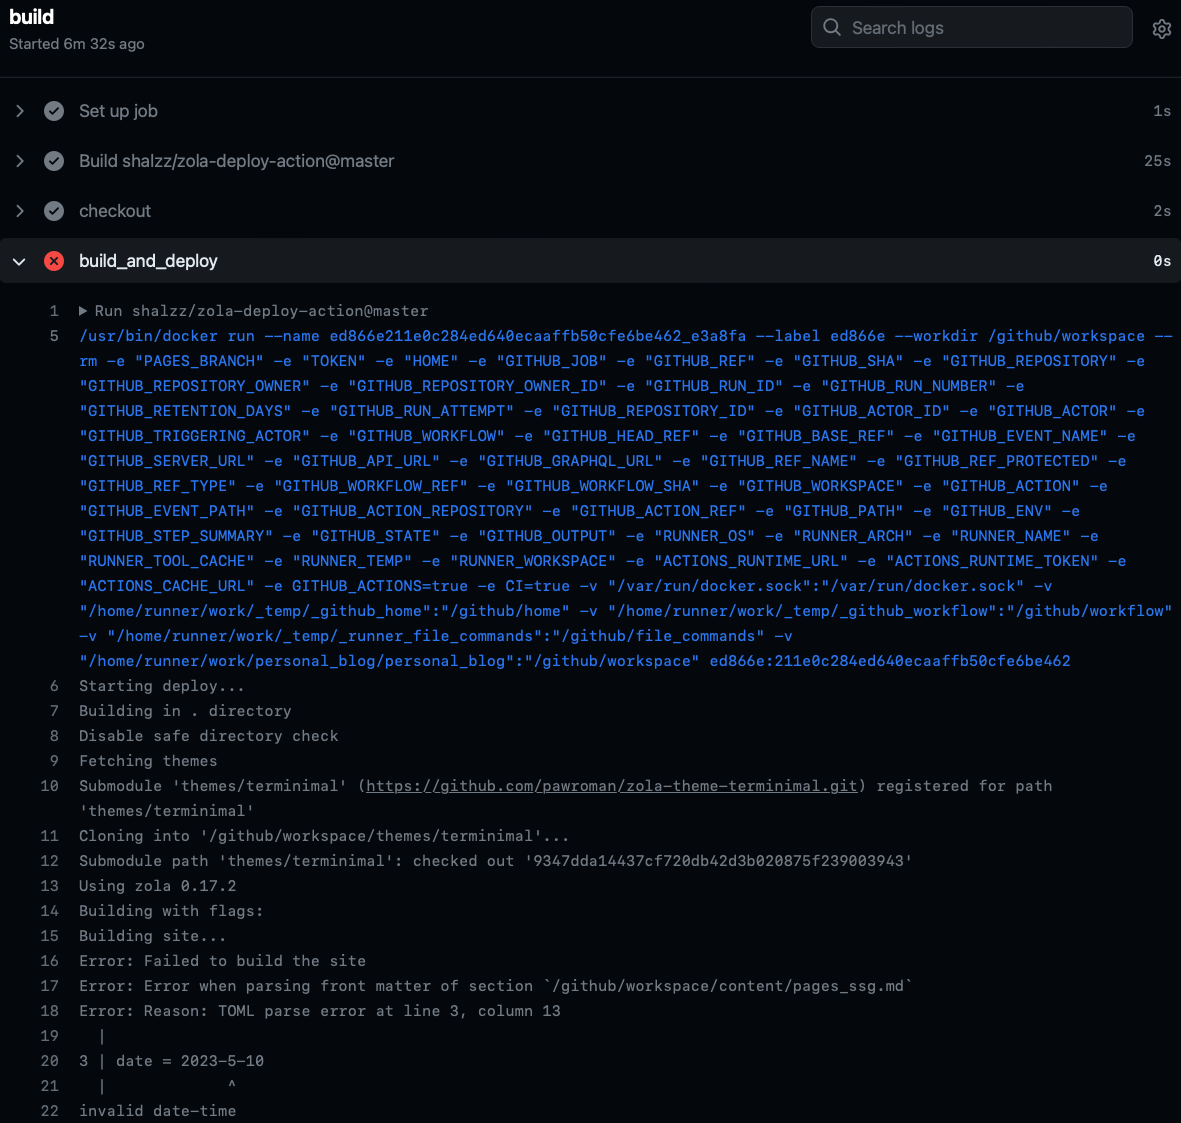 build
Started 6m 32s ago
Search logs
Set up job 1s
Build shalzz/zola-deploy-action@master 25s
checkout 2s
build_and_deploy 0s
1 ▶ Run shalzz/zola-deploy-action@master
5 /usr/bin/docker run --name ed866e211e0c284ed640ecaaffb50cfe6be462_e3a8fa --label ed866e --workdir /github/workspace --
rm -e "PAGES_BRANCH" -e "TOKEN" -e "HOME" -e "GITHUB_JOB" -e "GITHUB_REF" -e "GITHUB_SHA" -e "GITHUB_REPOSITORY" -e
"GITHUB_REPOSITORY_OWNER" -e "GITHUB_REPOSITORY_OWNER_ID" -e "GITHUB_RUN_ID" -e "GITHUB_RUN_NUMBER" -e
"GITHUB_RETENTION_DAYS" -e "GITHUB_RUN_ATTEMPT" -e "GITHUB_REPOSITORY_ID" -e "GITHUB_ACTOR_ID" -e "GITHUB_ACTOR" -e
"GITHUB_TRIGGERING_ACTOR" -e "GITHUB_WORKFLOW" -e "GITHUB_HEAD_REF" -e "GITHUB_BASE_REF" -e "GITHUB_EVENT_NAME" -e
"GITHUB_SERVER_URL" -e "GITHUB_API_URL" -e "GITHUB_GRAPHQL_URL" -e "GITHUB_REF_NAME" -e "GITHUB_REF_PROTECTED" -e
"GITHUB_REF_TYPE" -e "GITHUB_WORKFLOW_REF" -e "GITHUB_WORKFLOW_SHA" -e "GITHUB_WORKSPACE" -e "GITHUB_ACTION" -e
"GITHUB_EVENT_PATH" -e "GITHUB_ACTION_REPOSITORY" -e "GITHUB_ACTION_REF" -e "GITHUB_PATH" -e "GITHUB_ENV" -e
"GITHUB_STEP_SUMMARY" -e "GITHUB_STATE" -e "GITHUB_OUTPUT" -e "RUNNER_OS" -e "RUNNER_ARCH" -e "RUNNER_NAME" -e
"RUNNER_TOOL_CACHE" -e "RUNNER_TEMP" -e "RUNNER_WORKSPACE" -e "ACTIONS_RUNTIME_URL" -e "ACTIONS_RUNTIME_TOKEN" -e
"ACTIONS_CACHE_URL" -e GITHUB_ACTIONS=true -e CI=true -v "/var/run/docker.sock":"/var/run/docker.sock" -v
"/home/runner/work/_temp/_github_home":"/github/home" -v "/home/runner/work/_temp/_github_workflow":"/github/workflow"
-v "/home/runner/work/_temp/_runner_file_commands":"/github/file_commands" -v
"/home/runner/work/personal_blog/personal_blog":"/github/workspace" ed866e:211e0c284ed640ecaaffb50cfe6be462
6 Starting deploy...
7 Building in . directory
8 Disable safe directory check
9 Fetching themes
10 Submodule 'themes/terminimal' (https://github.com/pawroman/zola-theme-terminimal.git) registered for path
'themes/terminimal'
11 Cloning into '/github/workspace/themes/terminimal'...
12 Submodule path 'themes/terminimal': checked out '9347dda14437cf720db42d3b020875f239003943'
13 Using zola 0.17.2
14 Building with flags:
15 Building site...
16 Error: Failed to build the site
17 Error: Error when parsing front matter of section `/github/workspace/content/pages_ssg.md`
18 Error: Reason: TOML parse error at line 3, column 13
19 |
20 3 | date = 2023-5-10
21 | ^
22 invalid date-time